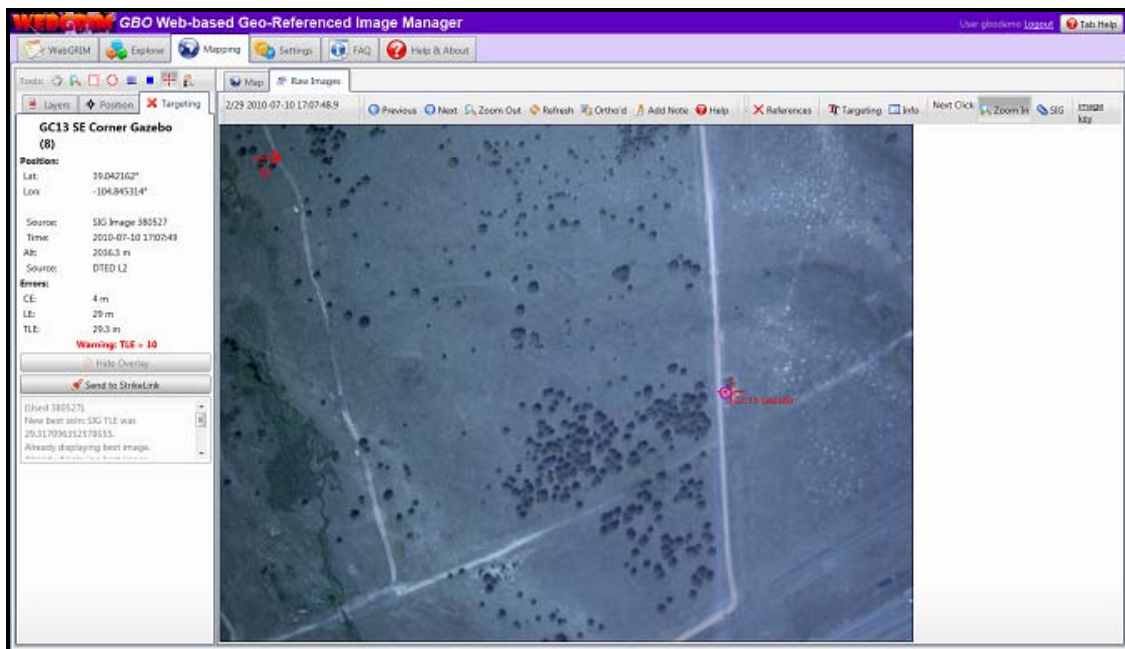 WEBGRIM GBO Web-based Geo-Referenced Image Manager
User gbodemo Logout Tab Help
WebGRIM Explorer Mapping Settings FAQ Help & About
Tools:
Map Raw Images
Layers Position Targeting
2/29 2010-07-10 17:07:48.9 Previous Next Zoom Out Refresh Ortho'd Add Note Help References Targeting Info Next Click: Zoom In SIG image key
GC13 SE Corner Gazebo
(8)
Position:
Lat: 39.042162°
Lon: -104.845314°
Source: SIG Image 380527
Time: 2010-07-10 17:07:49
Alt: 2016.3 m
Source: DTED L2
Errors:
CE: 4 m
LE: 29 m
TLE: 29.3 m
Warning: TLE > 10
Hide Overlay
Send to StrikeLink
(Used 380527)
New best soln: SIG TLE was
29.317096352578555.
Already displaying best image.
GC13 Gazebo